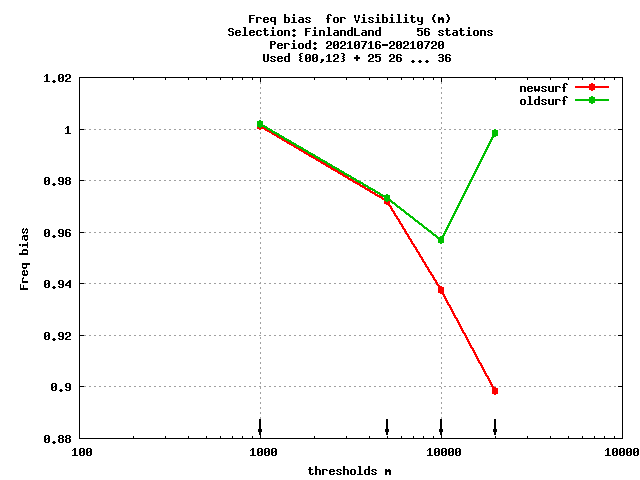 Freq bias  for Visibility (m)
Selection: FinlandLand     56 stations
Period: 20210716-20210720
Used {00,12} + 25 26 ... 36
newsurf
oldsurf
1.02
1
0.98
0.96
0.94
0.92
0.9
0.88
Freq bias
100
1000
10000
10000
thresholds m